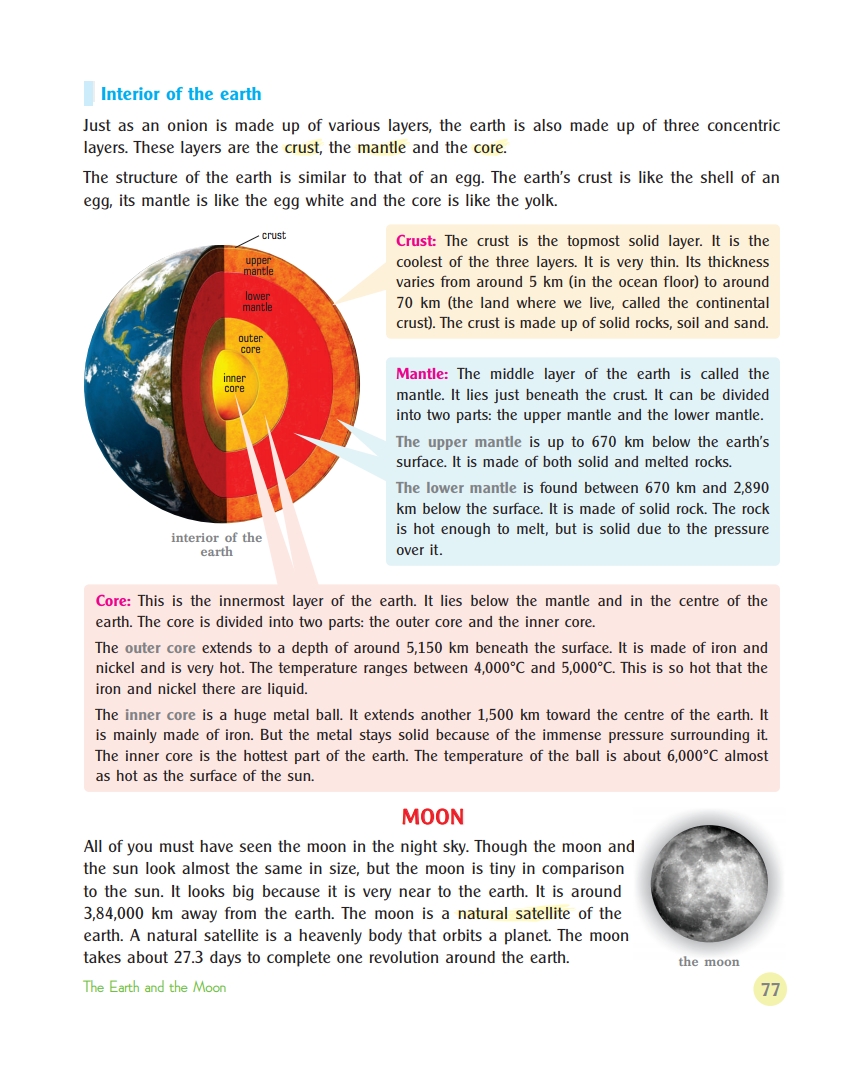 Interior of the earth
Just as an onion is made up of various layers, the earth is also made up of three concentric
layers. These layers are the crust, the mantle and the core.
The structure of the earth is similar to that of an egg. The earth's crust is like the shell of an
egg, its mantle is like the egg white and the core is like the yolk.
crust
upper
mantle
lower
mantle
outer
core
inner
core
interior of the
earth
Crust: The crust is the topmost solid layer. It is the
coolest of the three layers. It is very thin. Its thickness
varies from around 5 km (in the ocean floor) to around
70 km (the land where we live, called the continental
crust). The crust is made up of solid rocks, soil and sand.
Mantle: The middle layer of the earth is called the
mantle. It lies just beneath the crust. It can be divided
into two parts: the upper mantle and the lower mantle.
The upper mantle is up to 670 km below the earth's
surface. It is made of both solid and melted rocks.
The lower mantle is found between 670 km and 2,890
km below the surface. It is made of solid rock. The rock
is hot enough to melt, but is solid due to the pressure
over it.
Core: This is the innermost layer of the earth. It lies below the mantle and in the centre of the
earth. The core is divided into two parts: the outer core and the inner core.
The outer core extends to a depth of around 5,150 km beneath the surface. It is made of iron and
nickel and is very hot. The temperature ranges between 4,000°C and 5,000°C. This is so hot that the
iron and nickel there are liquid.
The inner core is a huge metal ball. It extends another 1,500 km toward the centre of the earth. It
is mainly made of iron. But the metal stays solid because of the immense pressure surrounding it.
The inner core is the hottest part of the earth. The temperature of the ball is about 6,000°C almost
as hot as the surface of the sun.
MOON
All of you must have seen the moon in the night sky. Though the moon and
the sun look almost the same in size, but the moon is tiny in comparison
to the sun. It looks big because it is very near to the earth. It is around
3,84,000 km away from the earth. The moon is a natural satellite of the
earth. A natural satellite is a heavenly body that orbits a planet. The moon
takes about 27.3 days to complete one revolution around the earth.
the moon
The Earth and the Moon
77